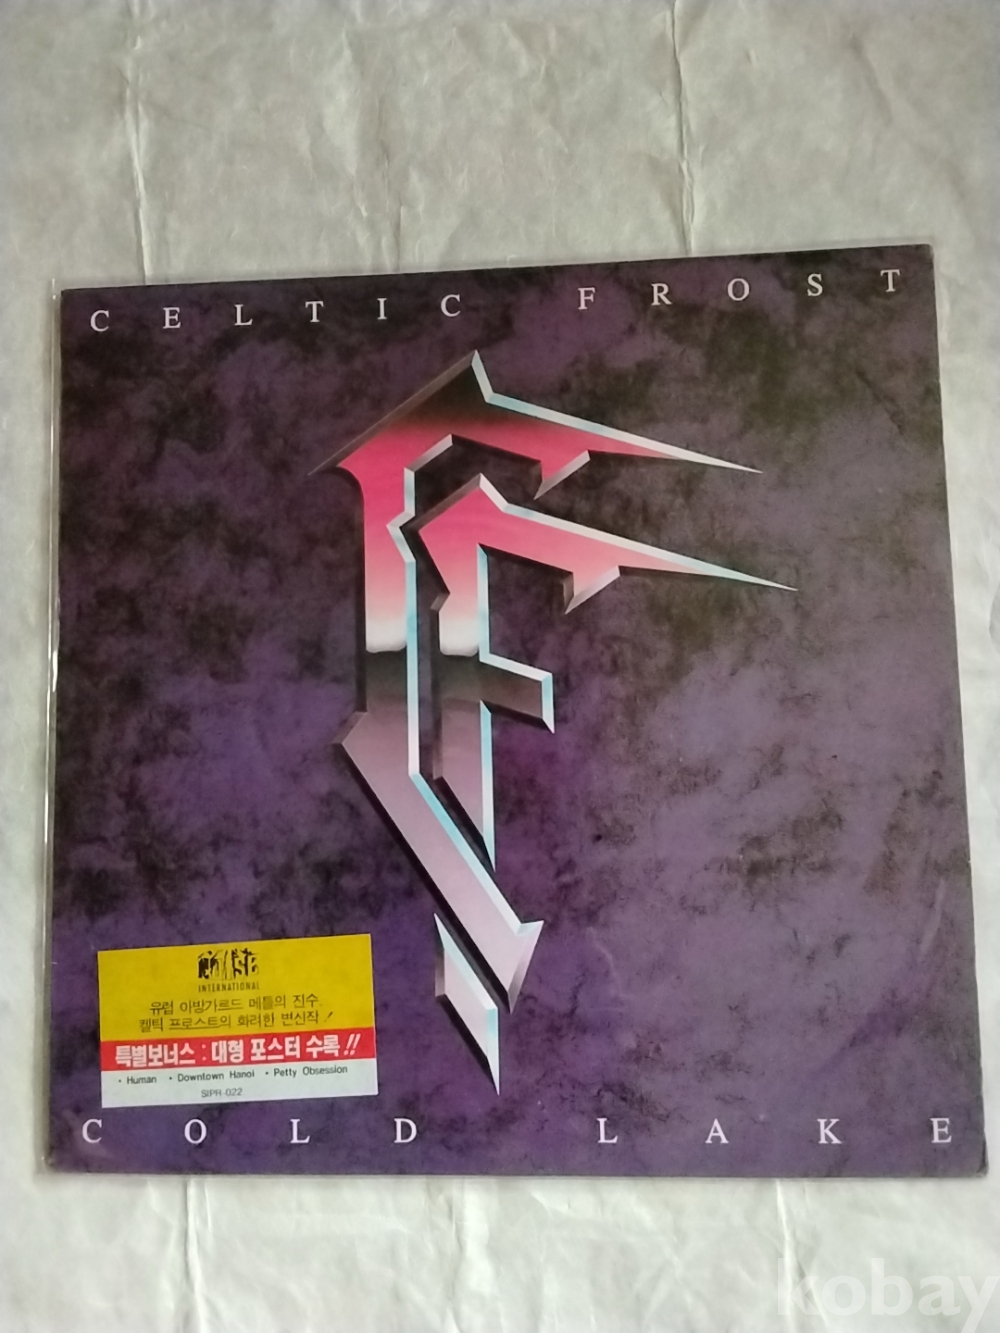 CELTIC FROST
INTERNATIONAL
유럽 아방가르드 메틀의 진수,
켈틱 프로스트의 화려한 변신작!
특별보너스 : 대형 포스터 수록!!
• Human • Downtown Hanoi • Petty Obsession
SIPR-022
COLD LAKE
kobay